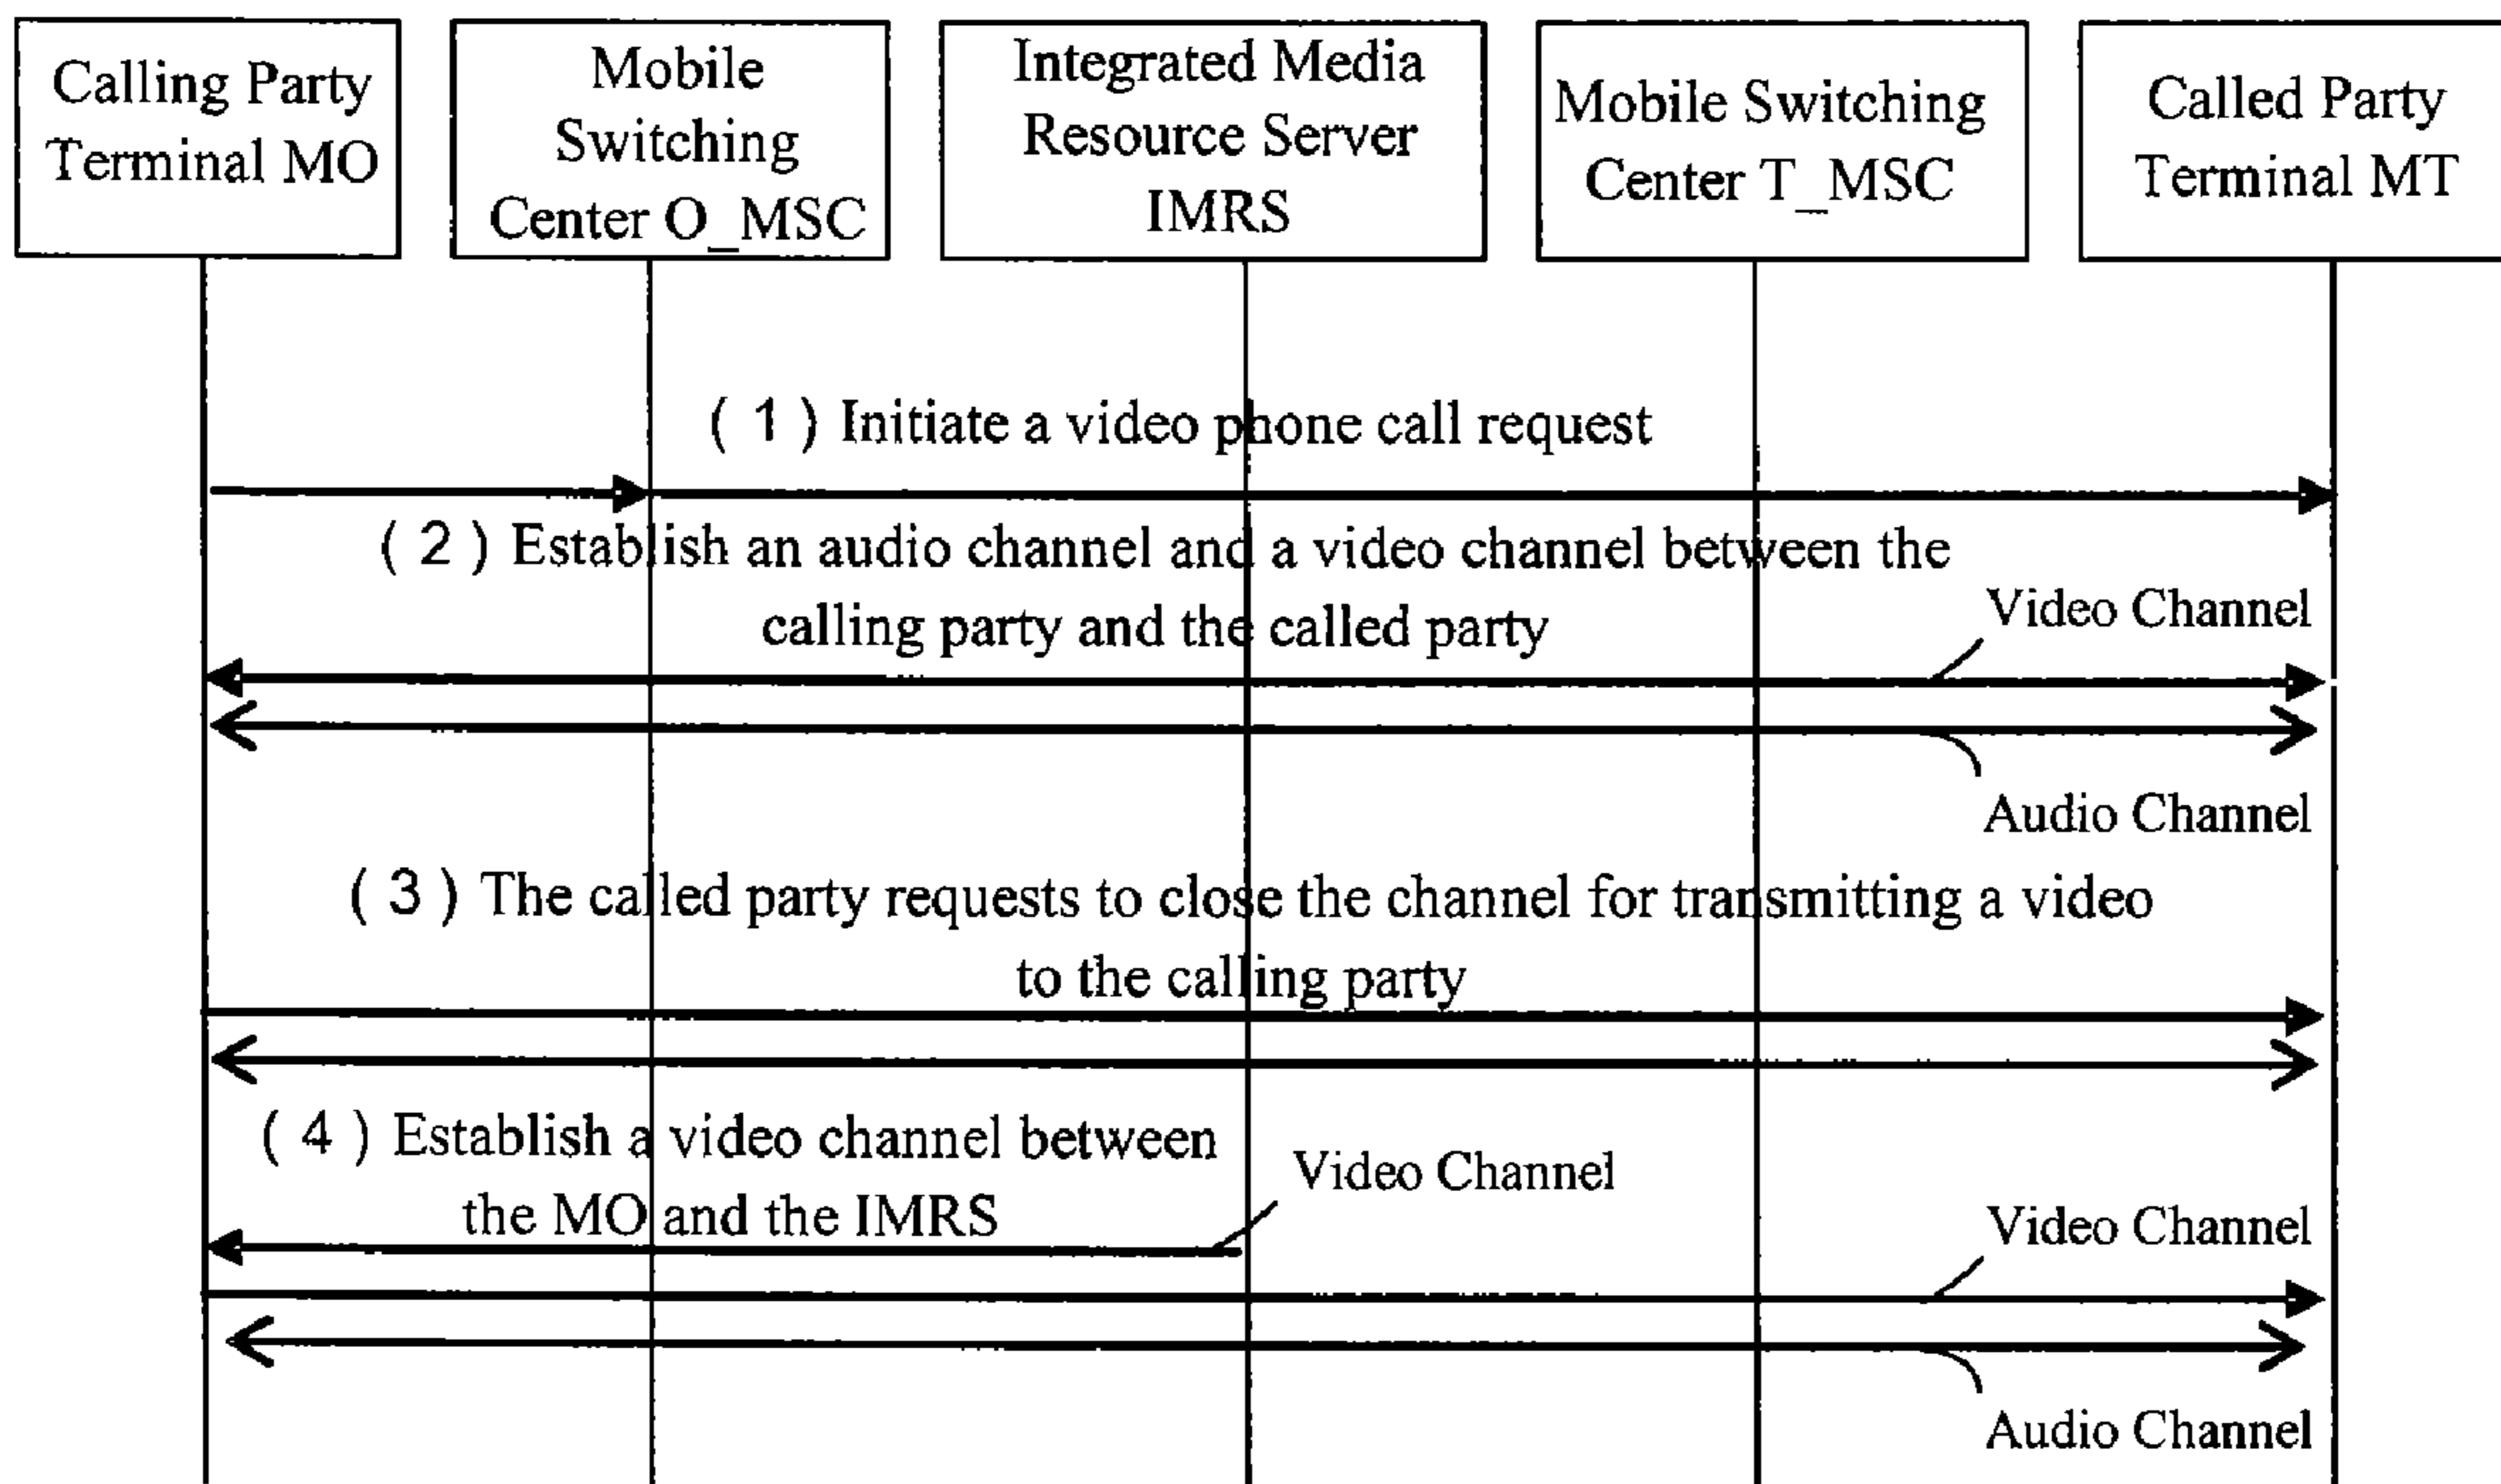 Calling Party
Terminal MO
Mobile
Switching
Center O_MSC
Integrated Media
Resource Server
IMRS
Mobile Switching
Center T_MSC
Called Party
Terminal MT
( 1 ) Initiate a video phone call request
( 2 ) Establish an audio channel and a video channel between the
calling party and the called party
Video Channel
Audio Channel
( 3 ) The called party requests to close the channel for transmitting a video
to the calling party
( 4 ) Establish a video channel between
the MO and the IMRS
Video Channel
Video Channel
Audio Channel